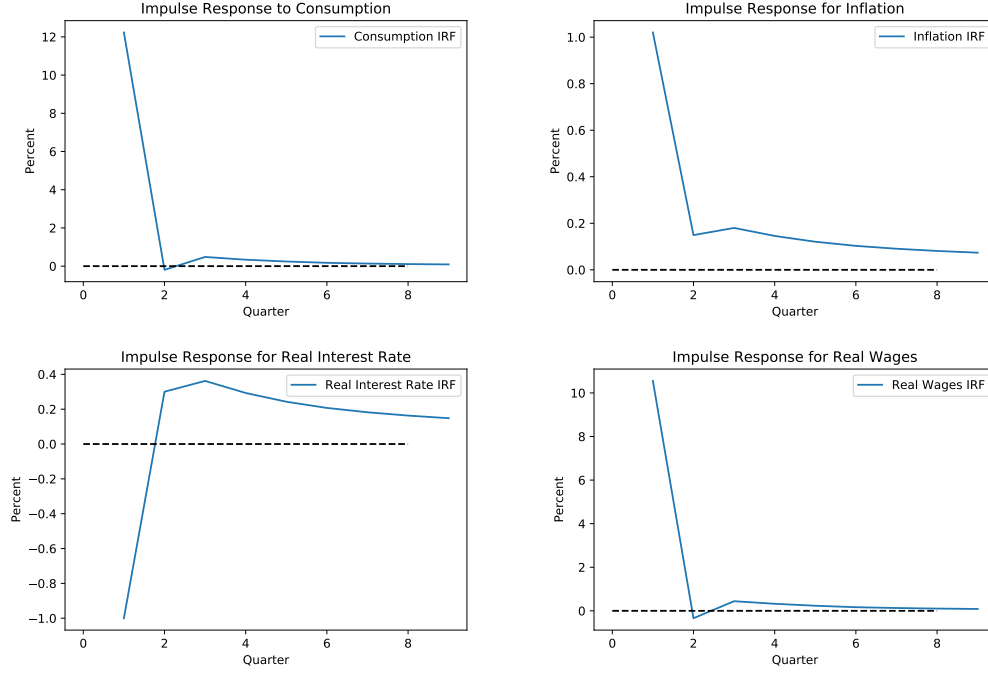 Impulse Response to Consumption
Consumption IRF
Percent
12
10
8
6
4
2
0
0 2 4 6 8
Quarter
Impulse Response for Inflation
Inflation IRF
Percent
1.0
0.8
0.6
0.4
0.2
0.0
0 2 4 6 8
Quarter
Impulse Response for Real Interest Rate
Real Interest Rate IRF
Percent
0.4
0.2
0.0
−0.2
−0.4
−0.6
−0.8
−1.0
0 2 4 6 8
Quarter
Impulse Response for Real Wages
Real Wages IRF
Percent
10
8
6
4
2
0
0 2 4 6 8
Quarter